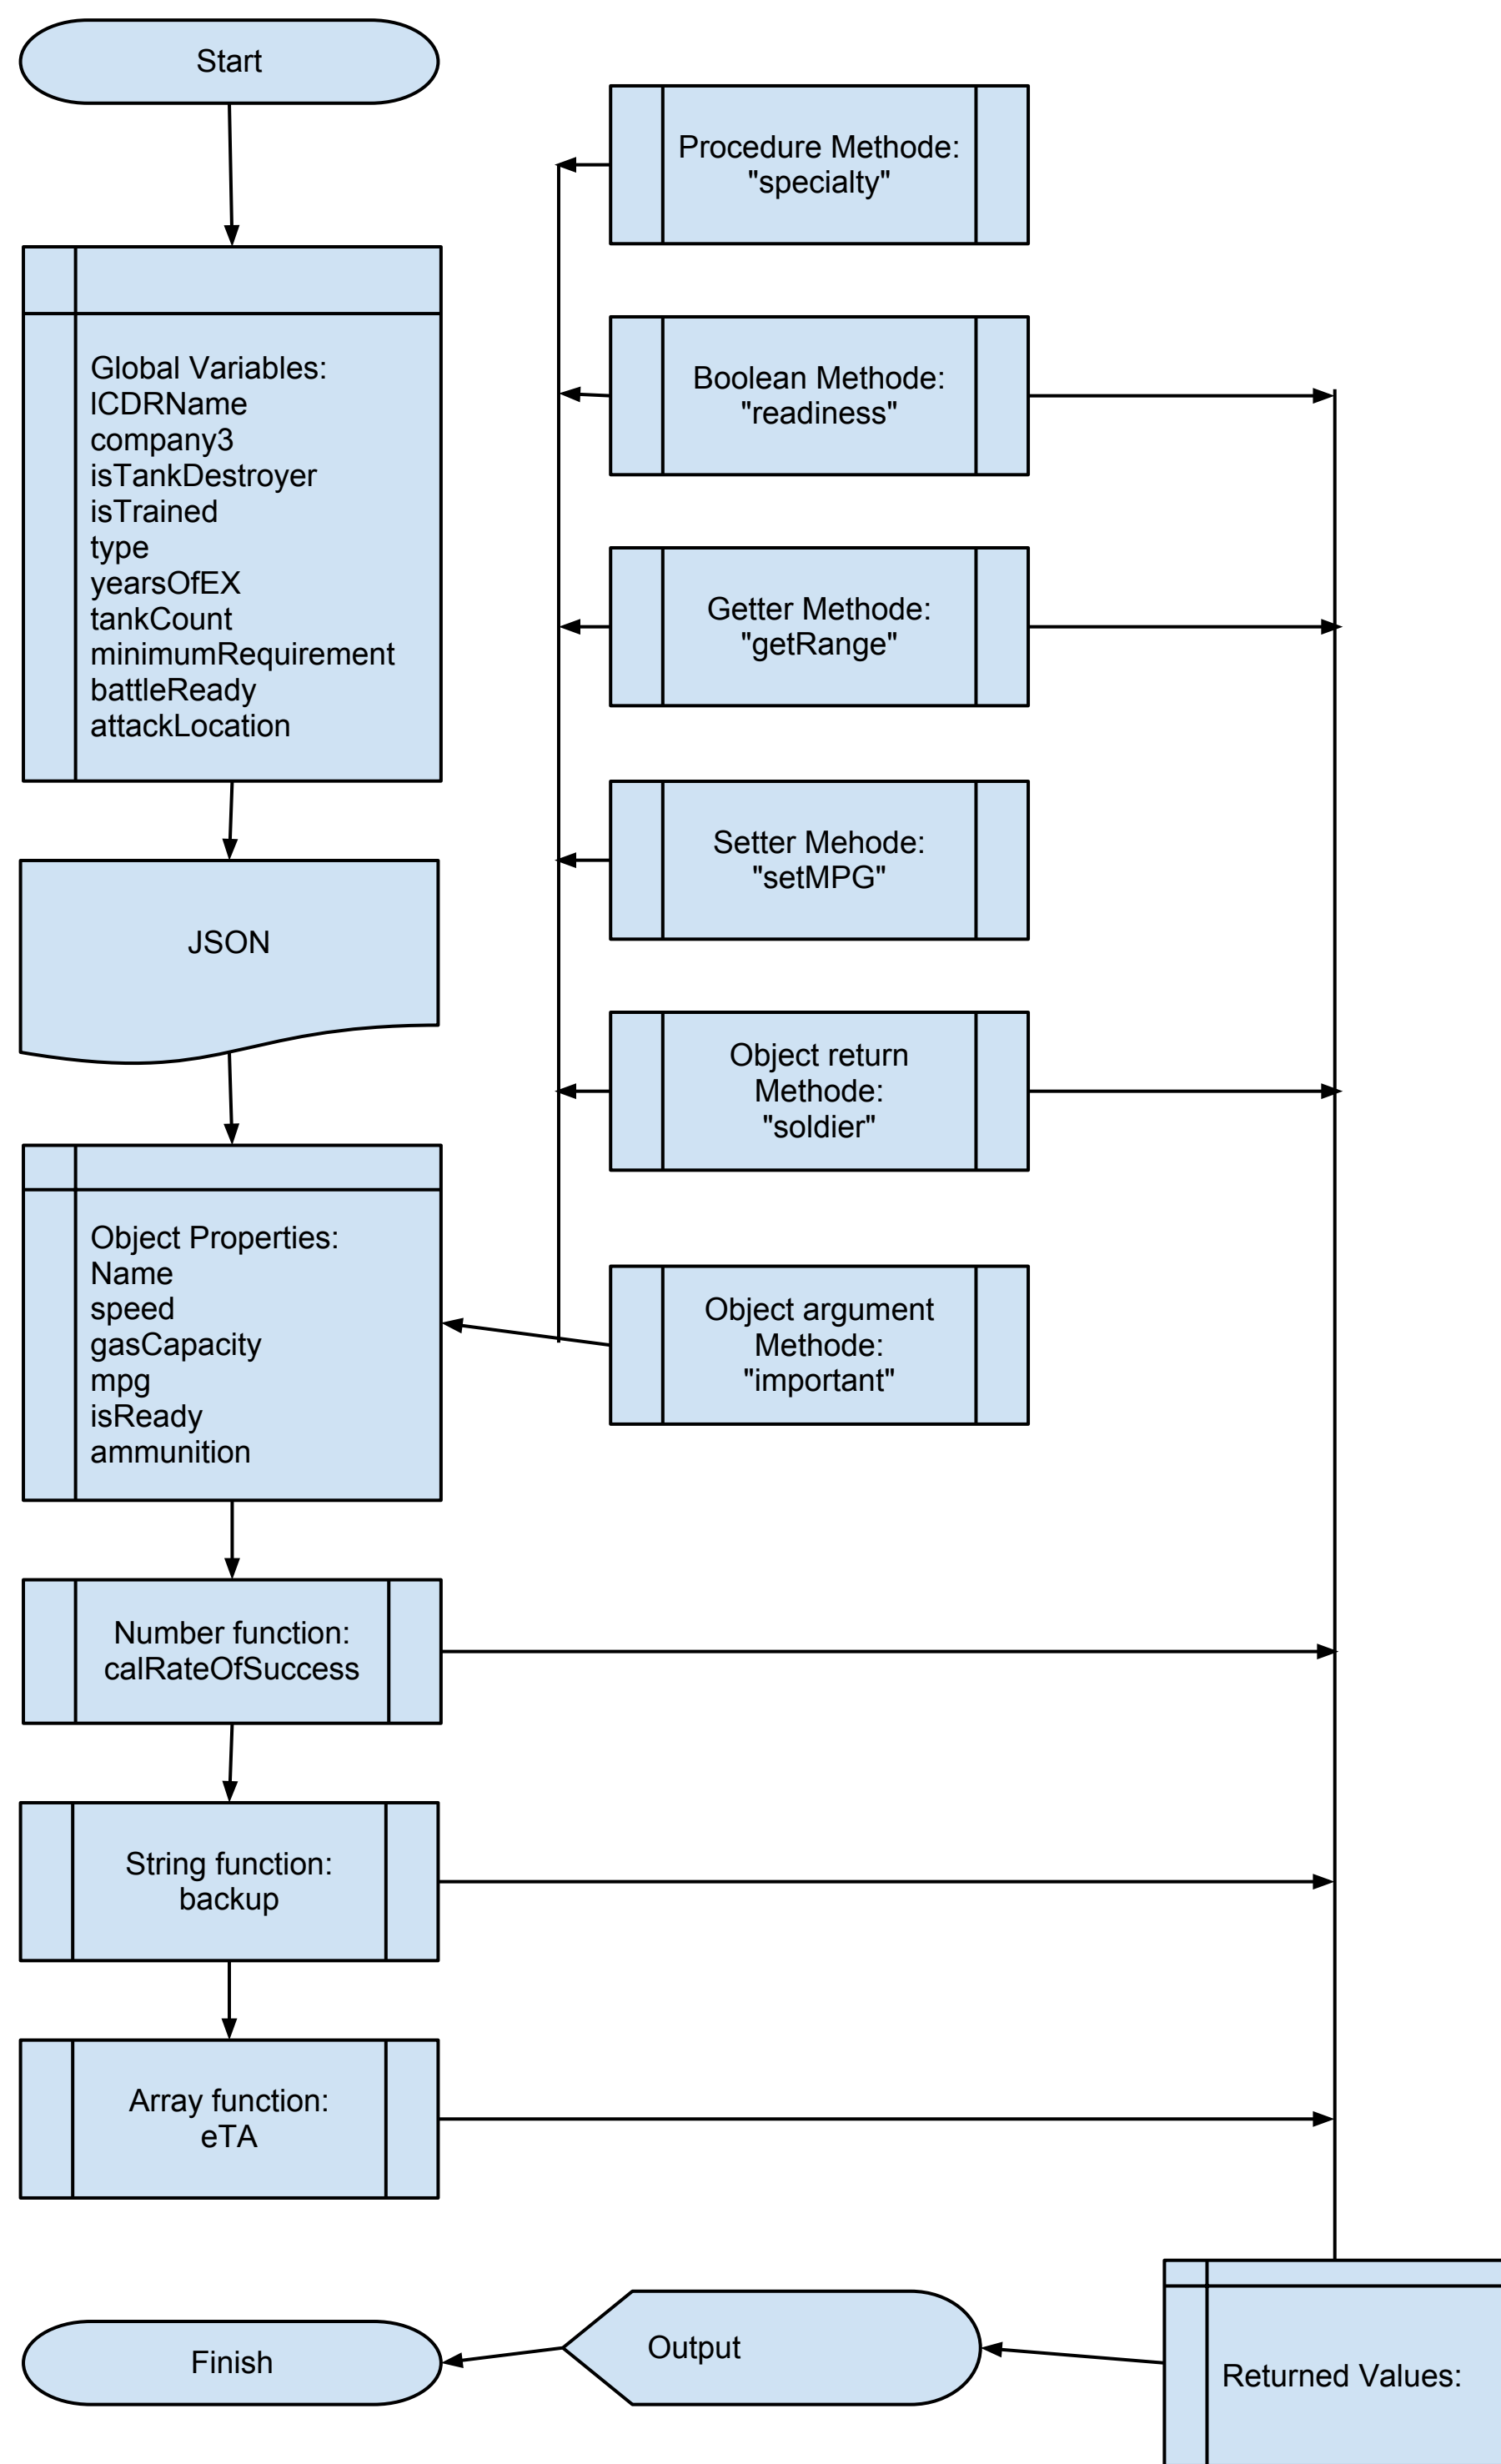 Start
Global Variables:
lCDRName
company3
isTankDestroyer
isTrained
type
yearsOfEX
tankCount
minimumRequirement
battleReady
attackLocation
JSON
Object Properties:
Name
speed
gasCapacity
mpg
isReady
ammunition
Number function:
calRateOfSuccess
String function:
backup
Array function:
eTA
Procedure Methode:
"specialty"
Boolean Methode:
"readiness"
Getter Methode:
"getRange"
Setter Mehode:
"setMPG"
Object return
Methode:
"soldier"
Object argument
Methode:
"important"
Returned Values:
Output
Finish